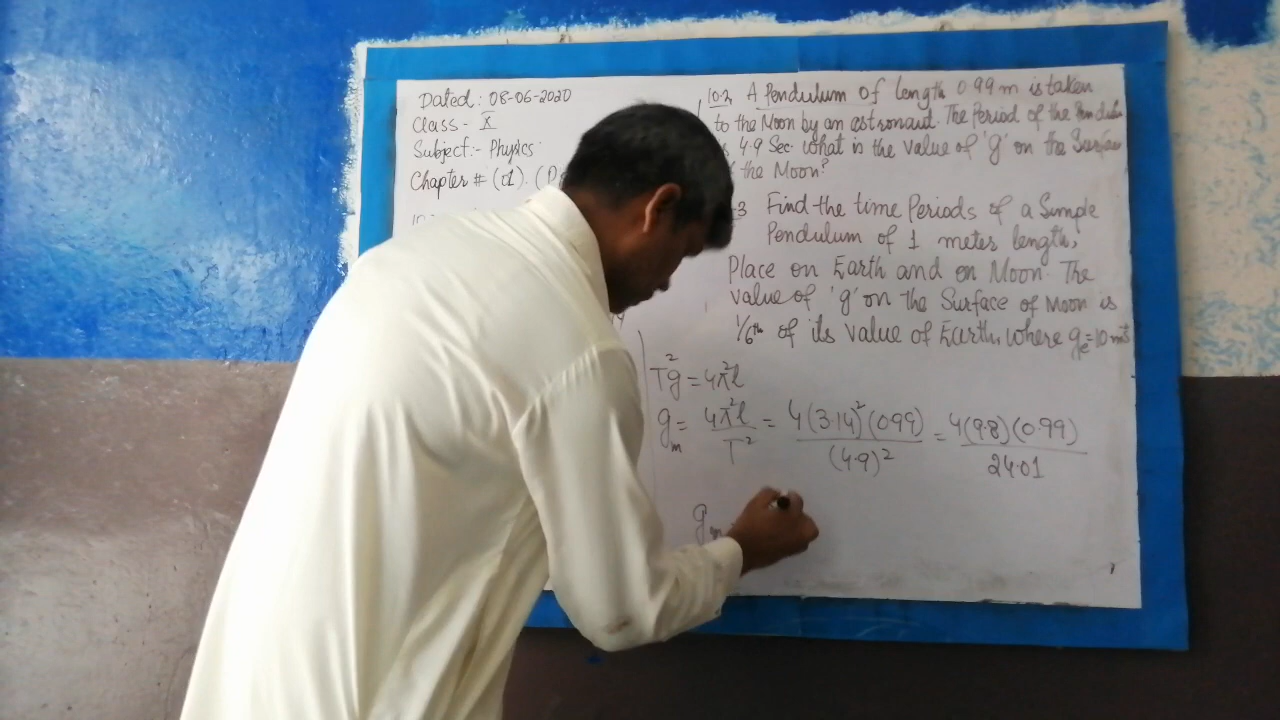 Dated: 08-06-2020
Class - X
Subject:- Physics
Chapter # (01). (P
10.2 A Pendulum of length 0.99 m is taken
to the Moon by an astronaut. The Period of the Pendulu
4.9 Sec. What is the value of 'g' on the Surface
the Moon?
3 Find the time Periods of a Simple
Pendulum of 1 meter length,
Place on Earth and on Moon. The
value of 'g' on the Surface of Moon is
1/6th of its value of Earth, where ge=10 ms
T²g = 4π²l
gm = 4π²l / T² = 4(3.14)²(0.99) / (4.9)² = 4(9.8)(0.99) / 24.01
gm